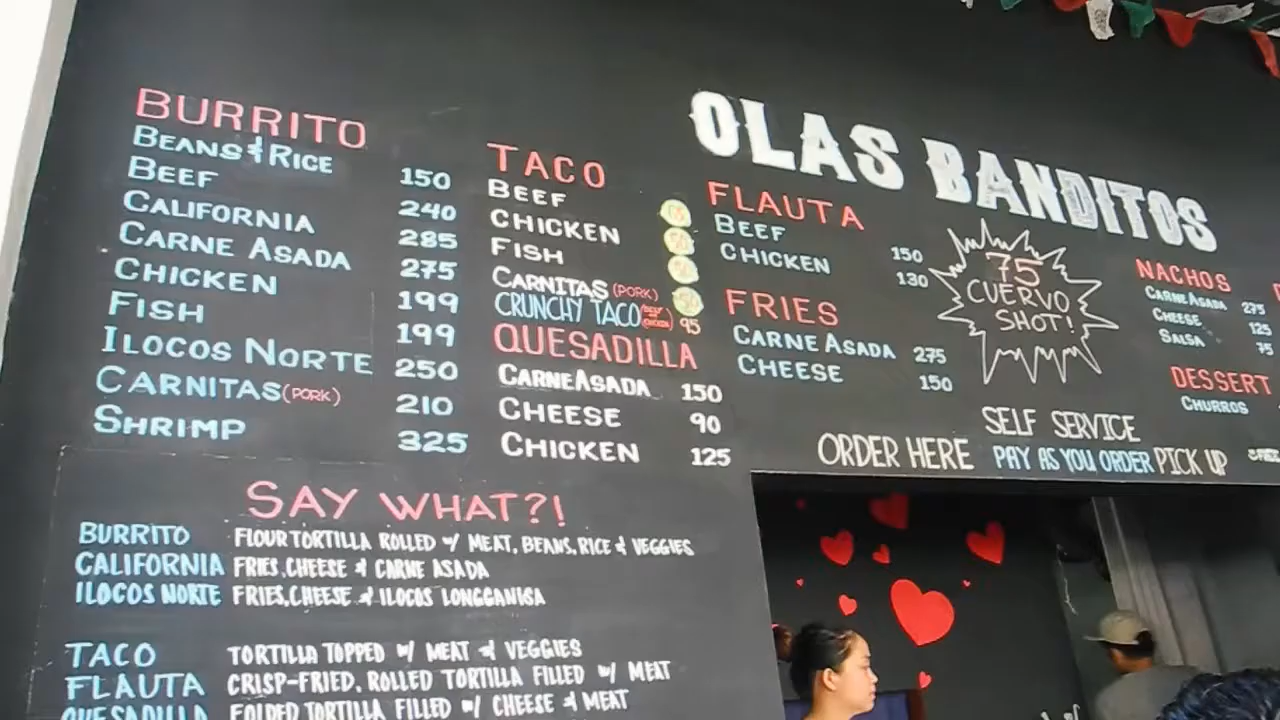 OLAS BANDITOS
BURRITO
BEANS & RICE 150
BEEF 240
CALIFORNIA 285
CARNE ASADA 275
CHICKEN 199
FISH 199
ILOCOS NORTE 250
CARNITAS (PORK) 210
SHRIMP 325
TACO
BEEF
CHICKEN
FISH
CARNITAS (PORK)
CRUNCHY TACO 95
QUESADILLA
CARNE ASADA 150
CHEESE 90
CHICKEN 125
FLAUTA
BEEF 150
CHICKEN 130
FRIES
CARNE ASADA 275
CHEESE 150
75
CUERVO
SHOT!
NACHOS
CARNE ASADA 275
CHEESE 125
SALSA 75
DESSERT
CHURROS
SELF SERVICE
ORDER HERE PAY AS YOU ORDER PICK UP
SAY WHAT?!
BURRITO FLOUR TORTILLA ROLLED W/ MEAT, BEANS, RICE & VEGGIES
CALIFORNIA FRIES, CHEESE & CARNE ASADA
ILOCOS NORTE FRIES, CHEESE & ILOCOS LONGGANISA
TACO TORTILLA TOPPED W/ MEAT & VEGGIES
FLAUTA CRISP-FRIED, ROLLED TORTILLA FILLED W/ MEAT
QUESADILLA FOLDED TORTILLA FILLED W/ CHEESE & MEAT